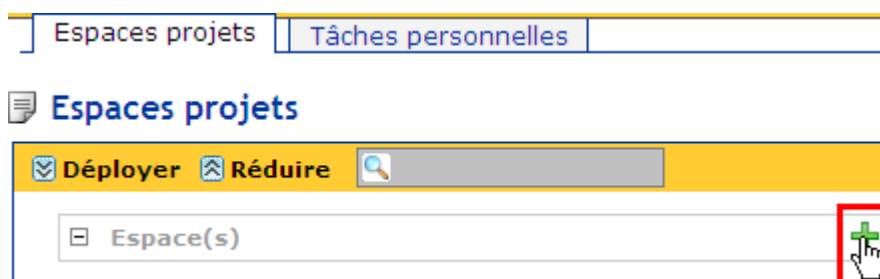 Espaces projets Tâches personnelles
Espaces projets
Déployer Réduire
Espace(s)